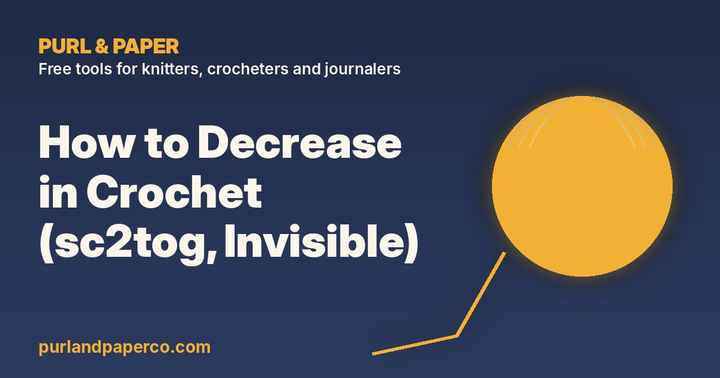 PURL & PAPER
Free tools for knitters, crocheters and journalers
How to Decrease
in Crochet
(sc2tog, Invisible)
purlandpaperco.com